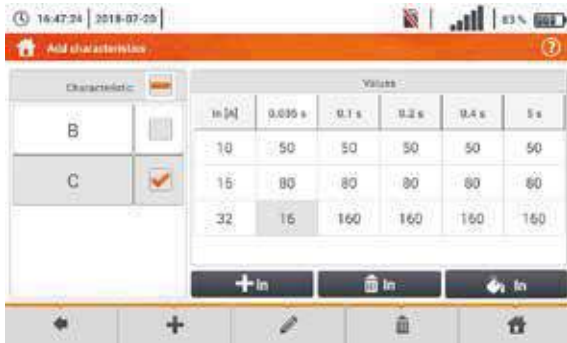 16:47:24 2018-07-20 83%
Add characteristics
Characteristic
Values
In [A] 0.035 s 0.1 s 0.2 s 0.4 s 5 s
B
10 50 50 50 50 50
C
16 80 80 80 80 80
32 16 160 160 160 160
In In In